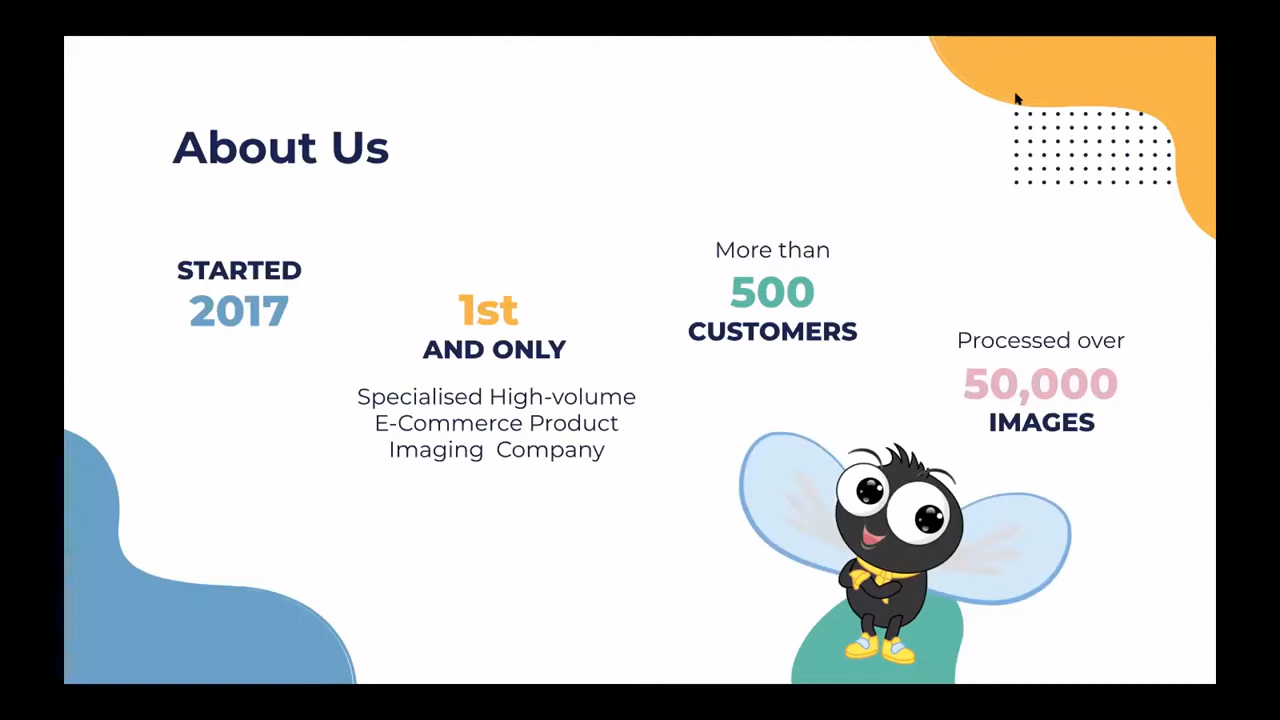 About Us
STARTED
2017
1st
AND ONLY
Specialised High-volume
E-Commerce Product
Imaging Company
More than
500
CUSTOMERS
Processed over
50,000
IMAGES